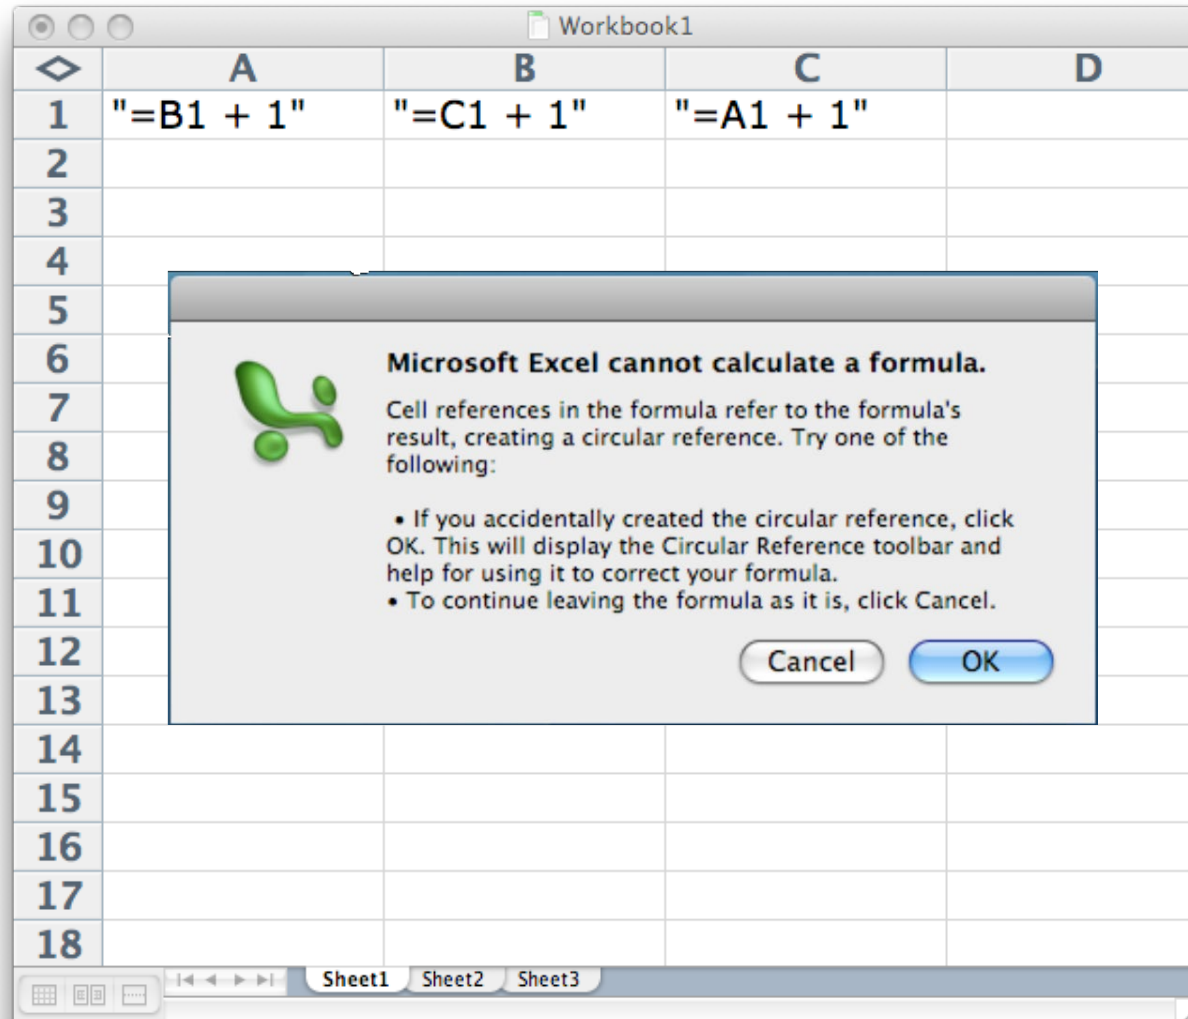 Workbook1
A B C D
1 "=B1 + 1" "=C1 + 1" "=A1 + 1"
2
3
4
5
6
7
8
9
10
11
12
13
14
15
16
17
18
Microsoft Excel cannot calculate a formula.
Cell references in the formula refer to the formula's
result, creating a circular reference. Try one of the
following:
• If you accidentally created the circular reference, click
OK. This will display the Circular Reference toolbar and
help for using it to correct your formula.
• To continue leaving the formula as it is, click Cancel.
Cancel OK
Sheet1 Sheet2 Sheet3